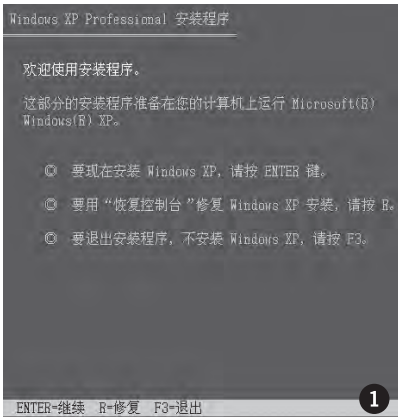 Windows XP Professional 安装程序
欢迎使用安装程序。
这部分的安装程序准备在您的计算机上运行 Microsoft(R)
Windows(R) XP。
◎ 要现在安装 Windows XP，请按 ENTER 键。
◎ 要用“恢复控制台”修复 Windows XP 安装，请按 R。
◎ 要退出安装程序，不安装 Windows XP，请按 F3。
ENTER=继续 R=修复 F3=退出
1